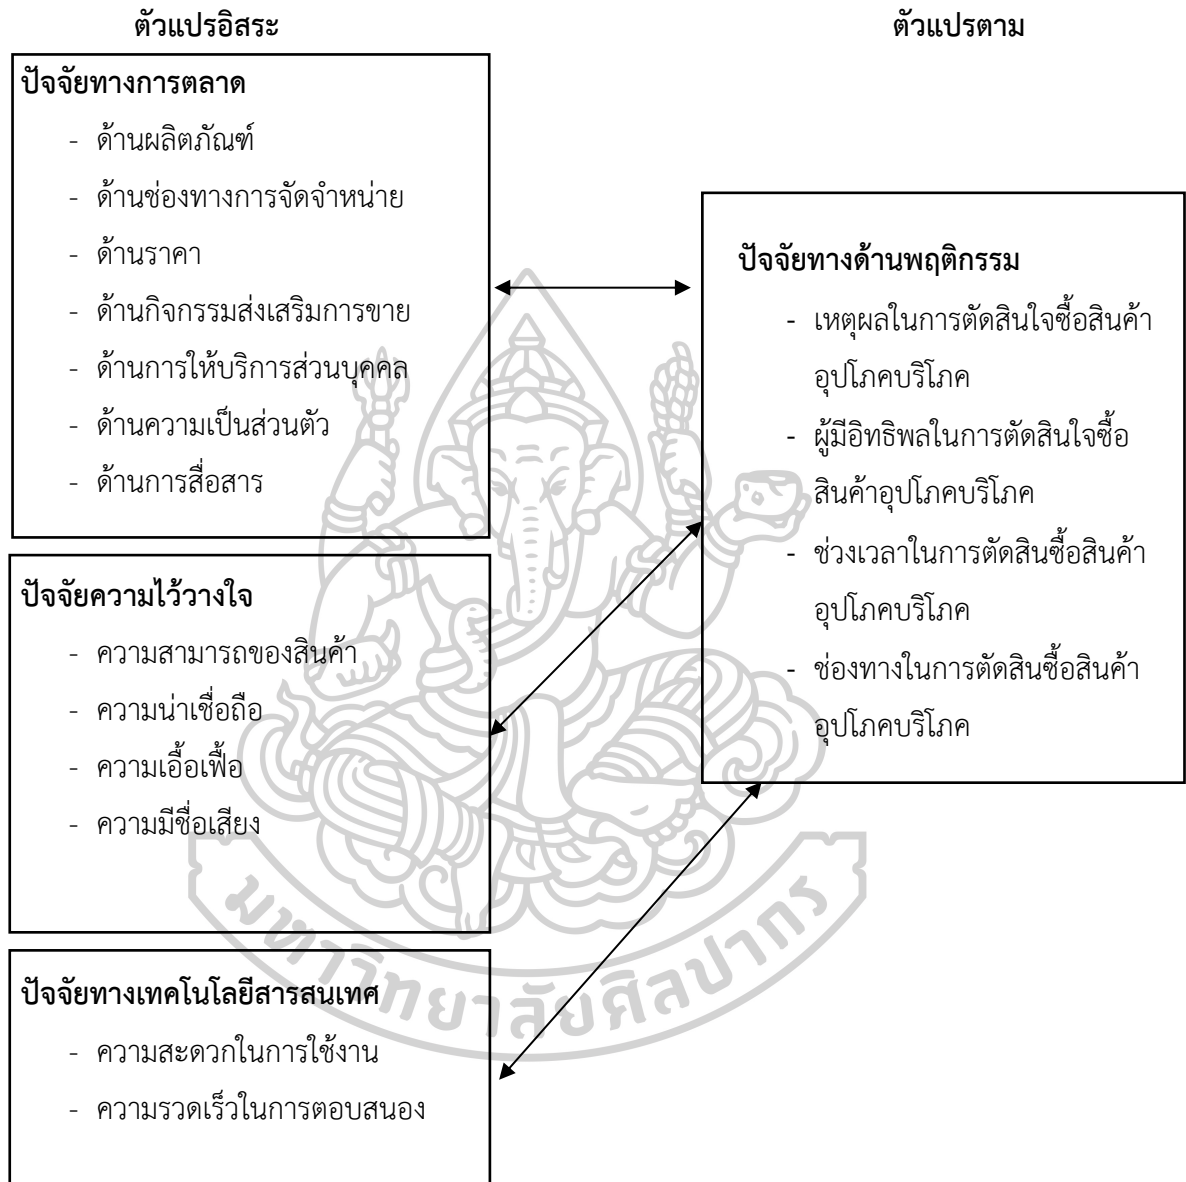 ตัวแปรอิสระ
ปัจจัยทางการตลาด
- ด้านผลิตภัณฑ์
- ด้านช่องทางการจัดจำหน่าย
- ด้านราคา
- ด้านกิจกรรมส่งเสริมการขาย
- ด้านการให้บริการส่วนบุคคล
- ด้านความเป็นส่วนตัว
- ด้านการสื่อสาร
ปัจจัยความไว้วางใจ
- ความสามารถของสินค้า
- ความน่าเชื่อถือ
- ความเอื้อเฟื้อ
- ความมีชื่อเสียง
ปัจจัยทางเทคโนโลยีสารสนเทศ
- ความสะดวกในการใช้งาน
- ความรวดเร็วในการตอบสนอง
ตัวแปรตาม
ปัจจัยทางด้านพฤติกรรม
- เหตุผลในการตัดสินใจซื้อสินค้า
อุปโภคบริโภค
- ผู้มีอิทธิพลในการตัดสินใจซื้อ
สินค้าอุปโภคบริโภค
- ช่วงเวลาในการตัดสินซื้อสินค้า
อุปโภคบริโภค
- ช่องทางในการตัดสินซื้อสินค้า
อุปโภคบริโภค
มหาวิทยาลัยศิลปากร